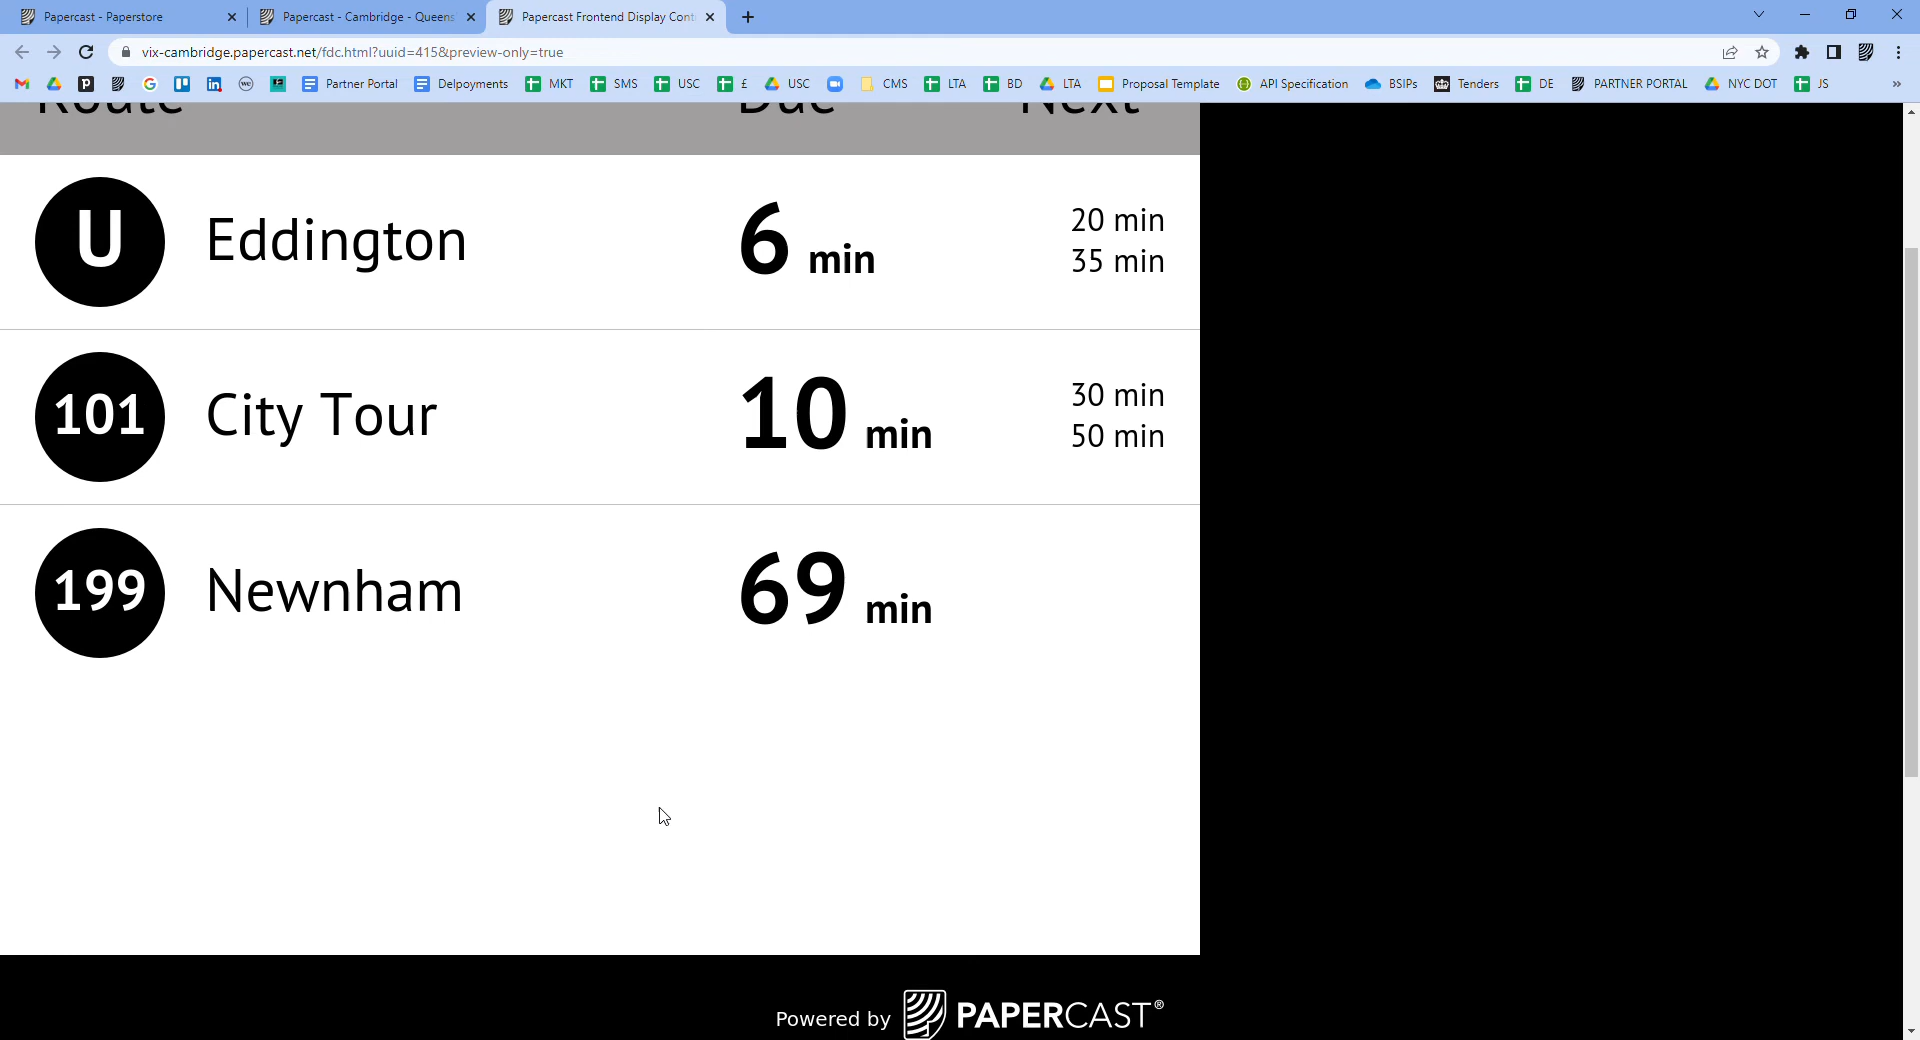 Papercast - Paperstore
Papercast - Cambridge - Queens
Papercast Frontend Display Cont
vix-cambridge.papercast.net/fdc.html?uuid=415&preview-only=true
Partner Portal
Delpoyments
MKT
SMS
USC
£
USC
CMS
LTA
BD
LTA
Proposal Template
API Specification
BSIPs
Tenders
DE
PARTNER PORTAL
NYC DOT
JS
»
Route Due Next
U Eddington 6 min 20 min
35 min
101 City Tour 10 min 30 min
50 min
199 Newnham 69 min
Powered by PAPERCAST®